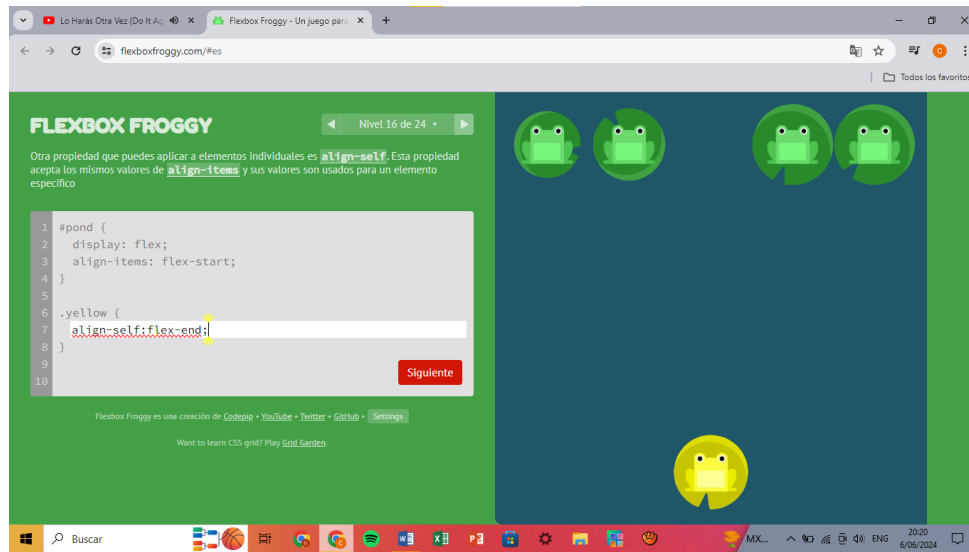 Lo Harás Otra Vez (Do It Ag
Flexbox Froggy - Un juego para
flexboxfroggy.com/#es
Todos los favoritos
FLEXBOX FROGGY
Nivel 16 de 24
Otra propiedad que puedes aplicar a elementos individuales es align-self. Esta propiedad
acepta los mismos valores de align-items y sus valores son usados para un elemento
específico
1 #pond {
2 display: flex;
3 align-items: flex-start;
4 }
5
6 .yellow {
7 align-self:flex-end;
8 }
9
10
Siguiente
Flexbox Froggy es una creación de Codepip • YouTube • Twitter • GitHub • Settings
Want to learn CSS grid? Play Grid Garden.
Buscar
MX...
ENG
20:20
6/06/2024